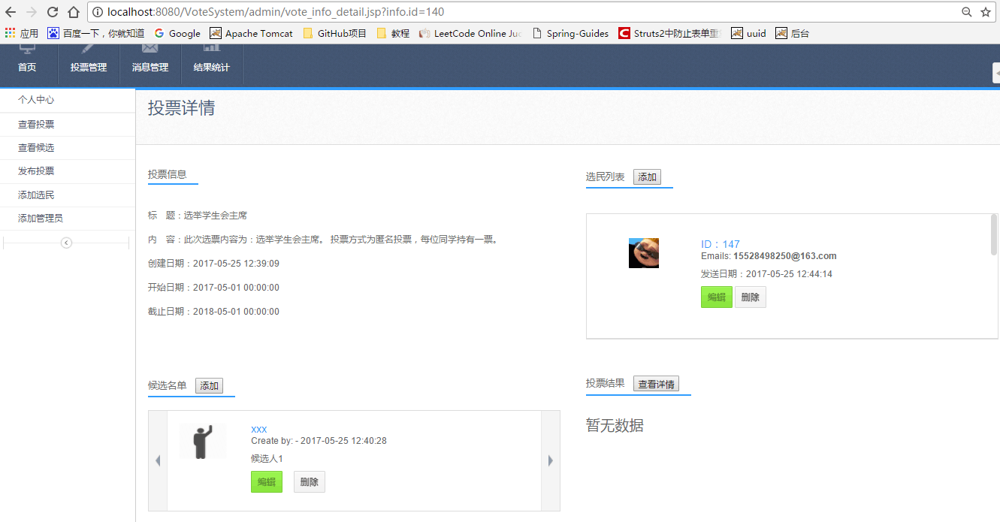 localhost:8080/VoteSystem/admin/vote_info_detail.jsp?info.id=140
应用 百度一下，你就知道 Google Apache Tomcat GitHub项目 教程 LeetCode Online Juc Spring-Guides Struts2中防止表单重 uuid 后台
首页 投票管理 消息管理 结果统计
个人中心
查看投票
查看候选
发布投票
添加选民
添加管理员
投票详情
投票信息
标 题：选举学生会主席
内 容：此次选票内容为：选举学生会主席。 投票方式为匿名投票，每位同学持有一票。
创建日期：2017-05-25 12:39:09
开始日期：2017-05-01 00:00:00
截止日期：2018-05-01 00:00:00
选民列表 添加
ID：147
Emails: 15528498250@163.com
发送日期：2017-05-25 12:44:14
编辑 删除
候选名单 添加
xxx
Create by: - 2017-05-25 12:40:28
候选人1
编辑 删除
投票结果 查看详情
暂无数据